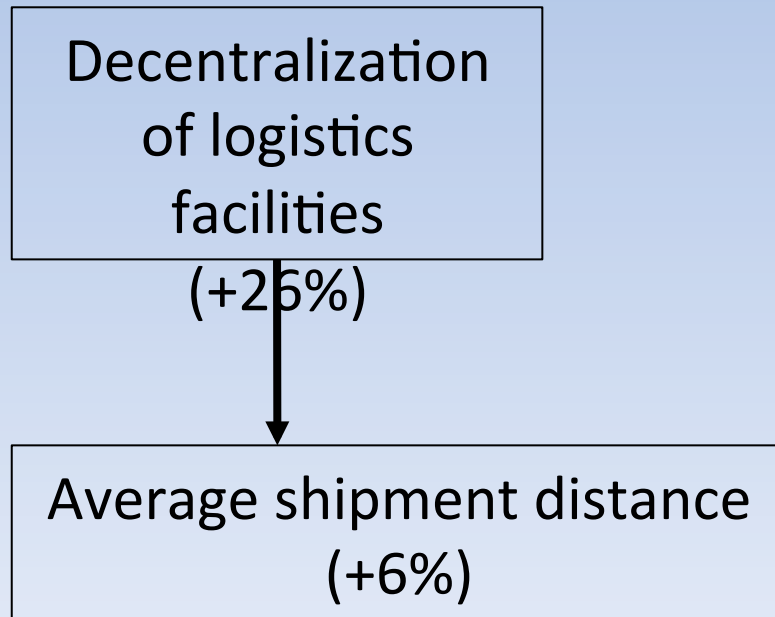 Decentralization
of logistics
facilities
(+26%)
Average shipment distance
(+6%)